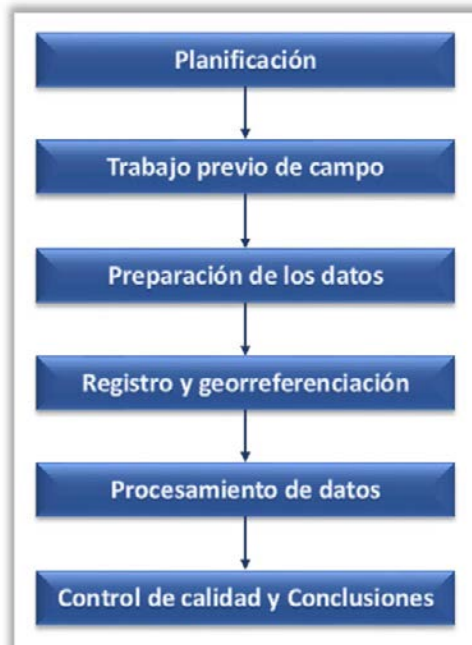 Planificación
Trabajo previo de campo
Preparación de los datos
Registro y georreferenciación
Procesamiento de datos
Control de calidad y Conclusiones